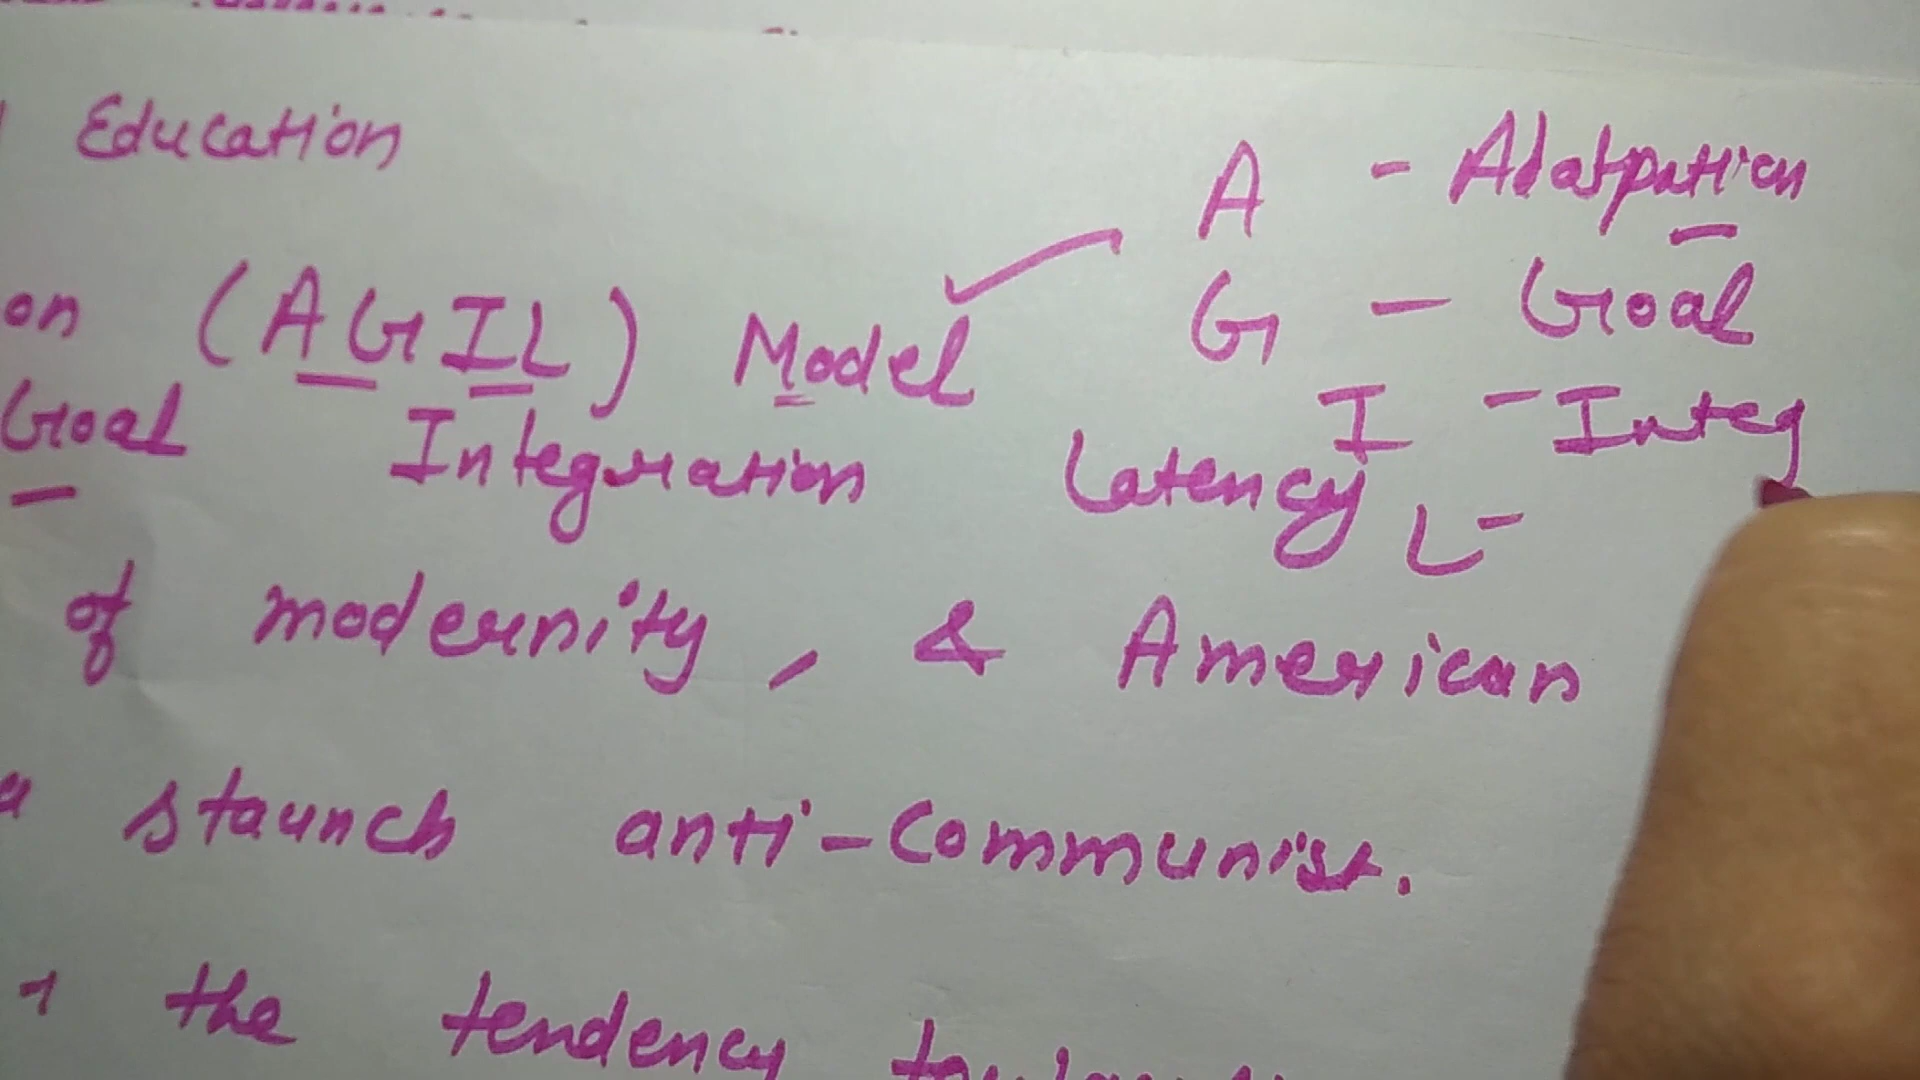 Education
A - Adatpation
G - Goal
on (AGIL) Model
I - Integ
Goal Integration Latency
L -
of modernity, & American
a staunch anti-Communist.
the tendency